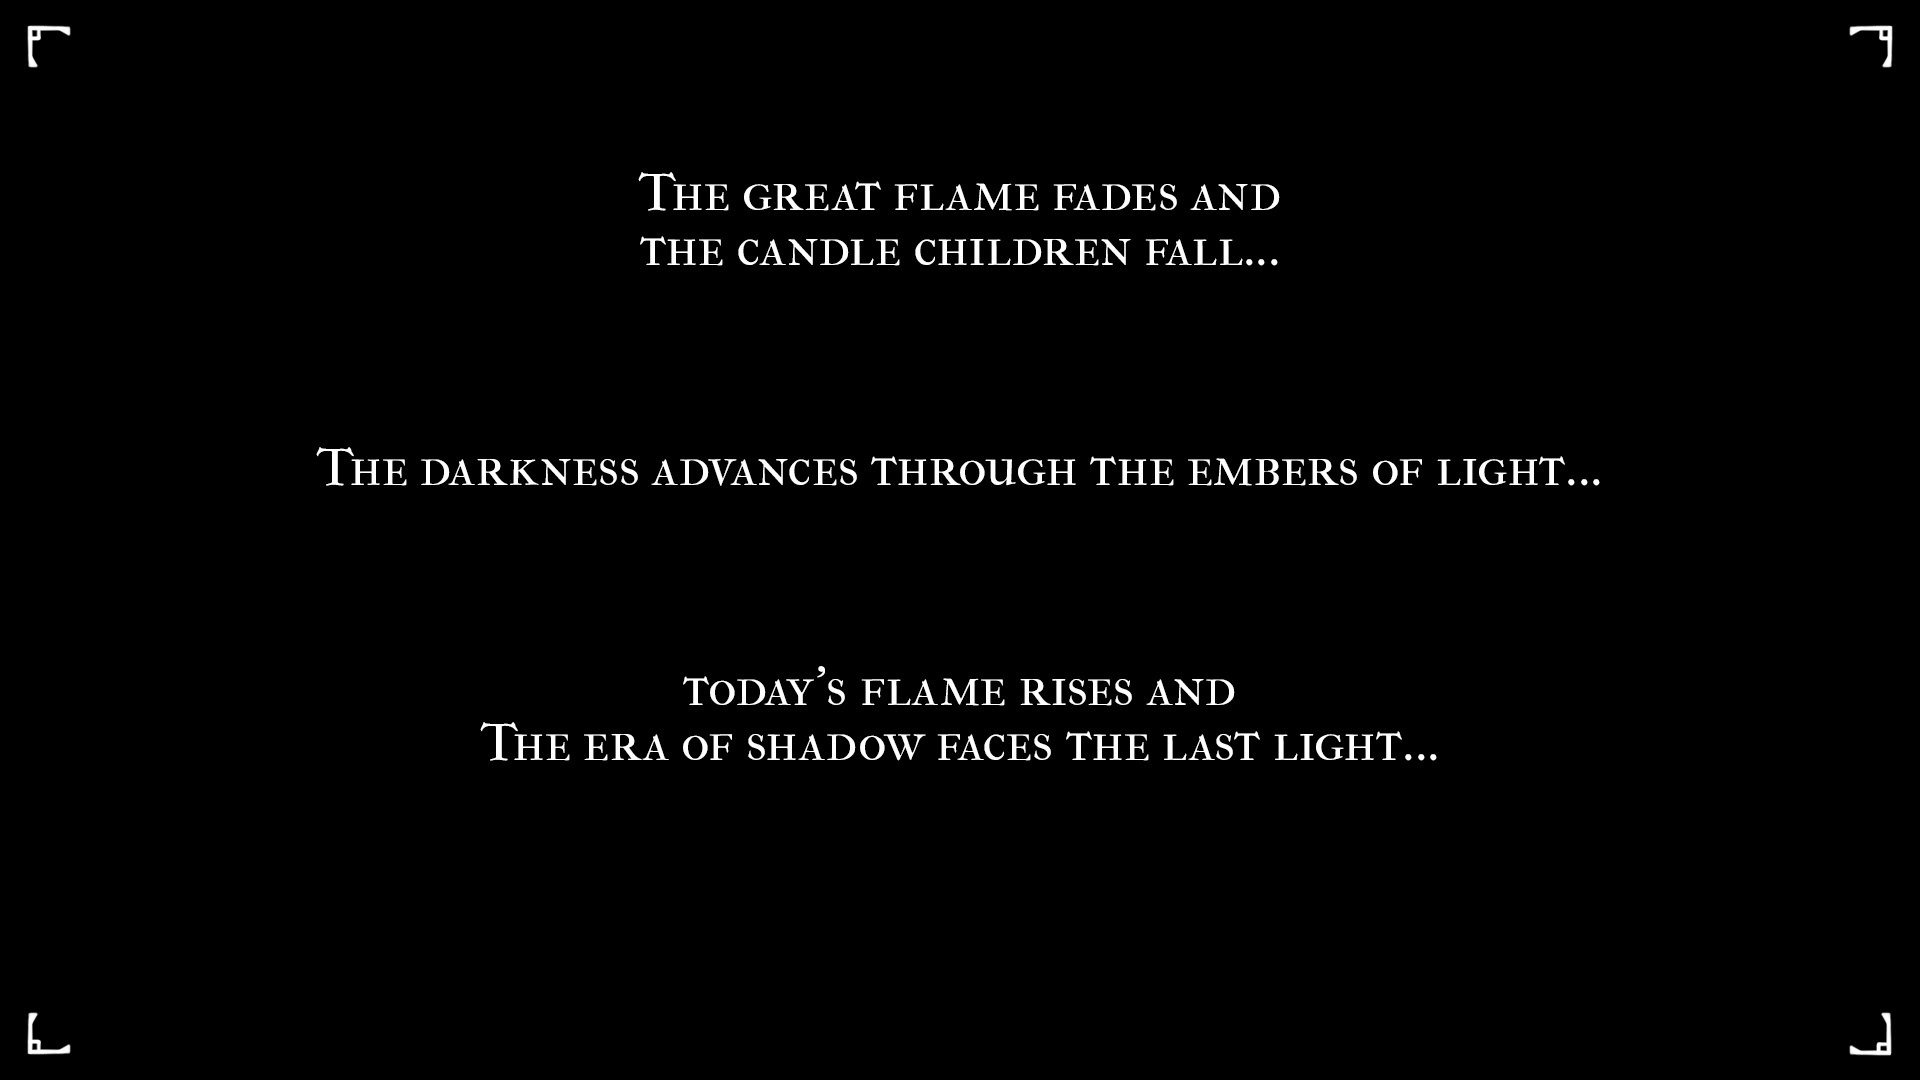 The great flame fades and
the candle children fall...
The darkness advances through the embers of light...
today's flame rises and
The era of shadow faces the last light...